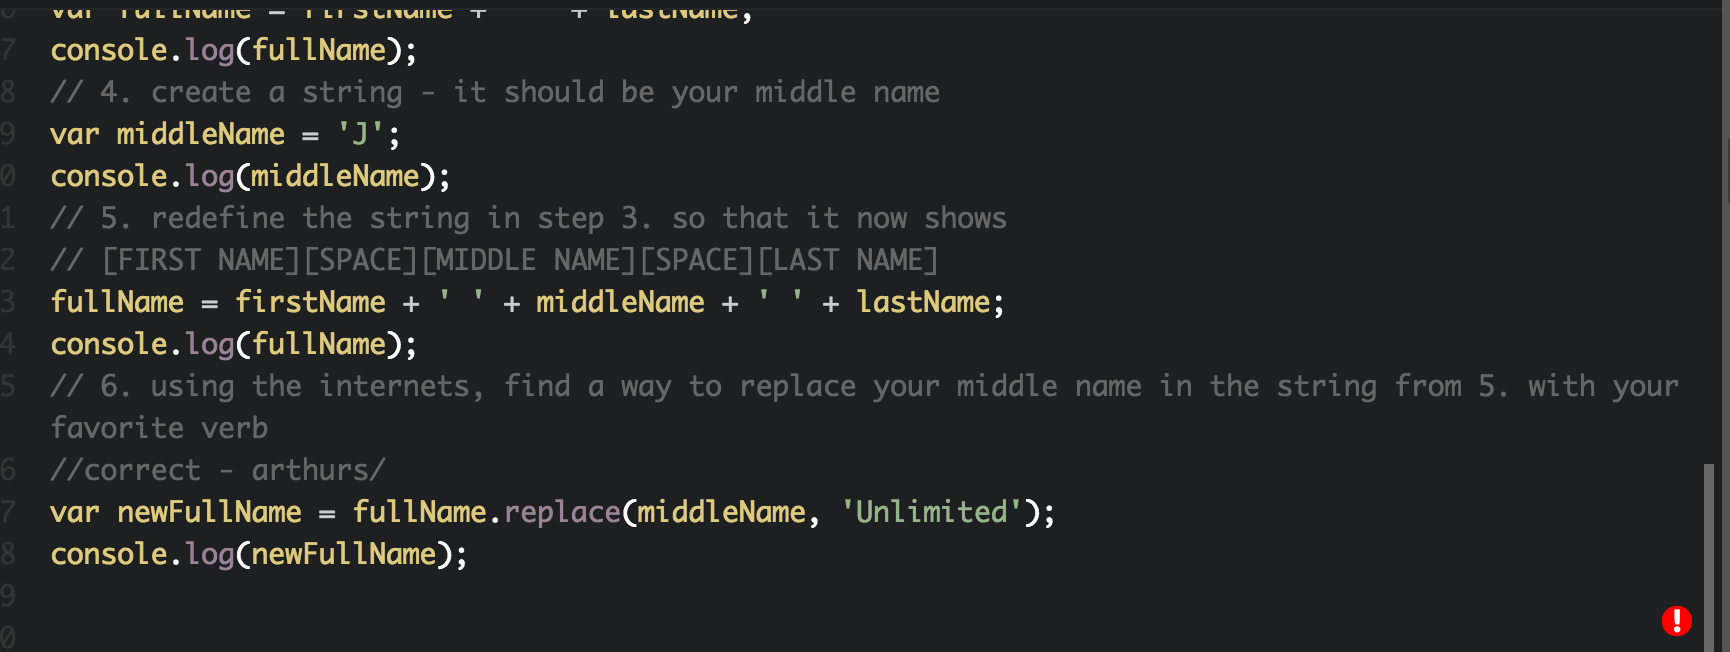 var fullName = firstName + + lastName;
7 console.log(fullName);
8 // 4. create a string - it should be your middle name
9 var middleName = 'J';
0 console.log(middleName);
1 // 5. redefine the string in step 3. so that it now shows
2 // [FIRST NAME][SPACE][MIDDLE NAME][SPACE][LAST NAME]
3 fullName = firstName + ' ' + middleName + ' ' + lastName;
4 console.log(fullName);
5 // 6. using the internets, find a way to replace your middle name in the string from 5. with your
favorite verb
6 //correct - arthurs/
7 var newFullName = fullName.replace(middleName, 'Unlimited');
8 console.log(newFullName);
9
0